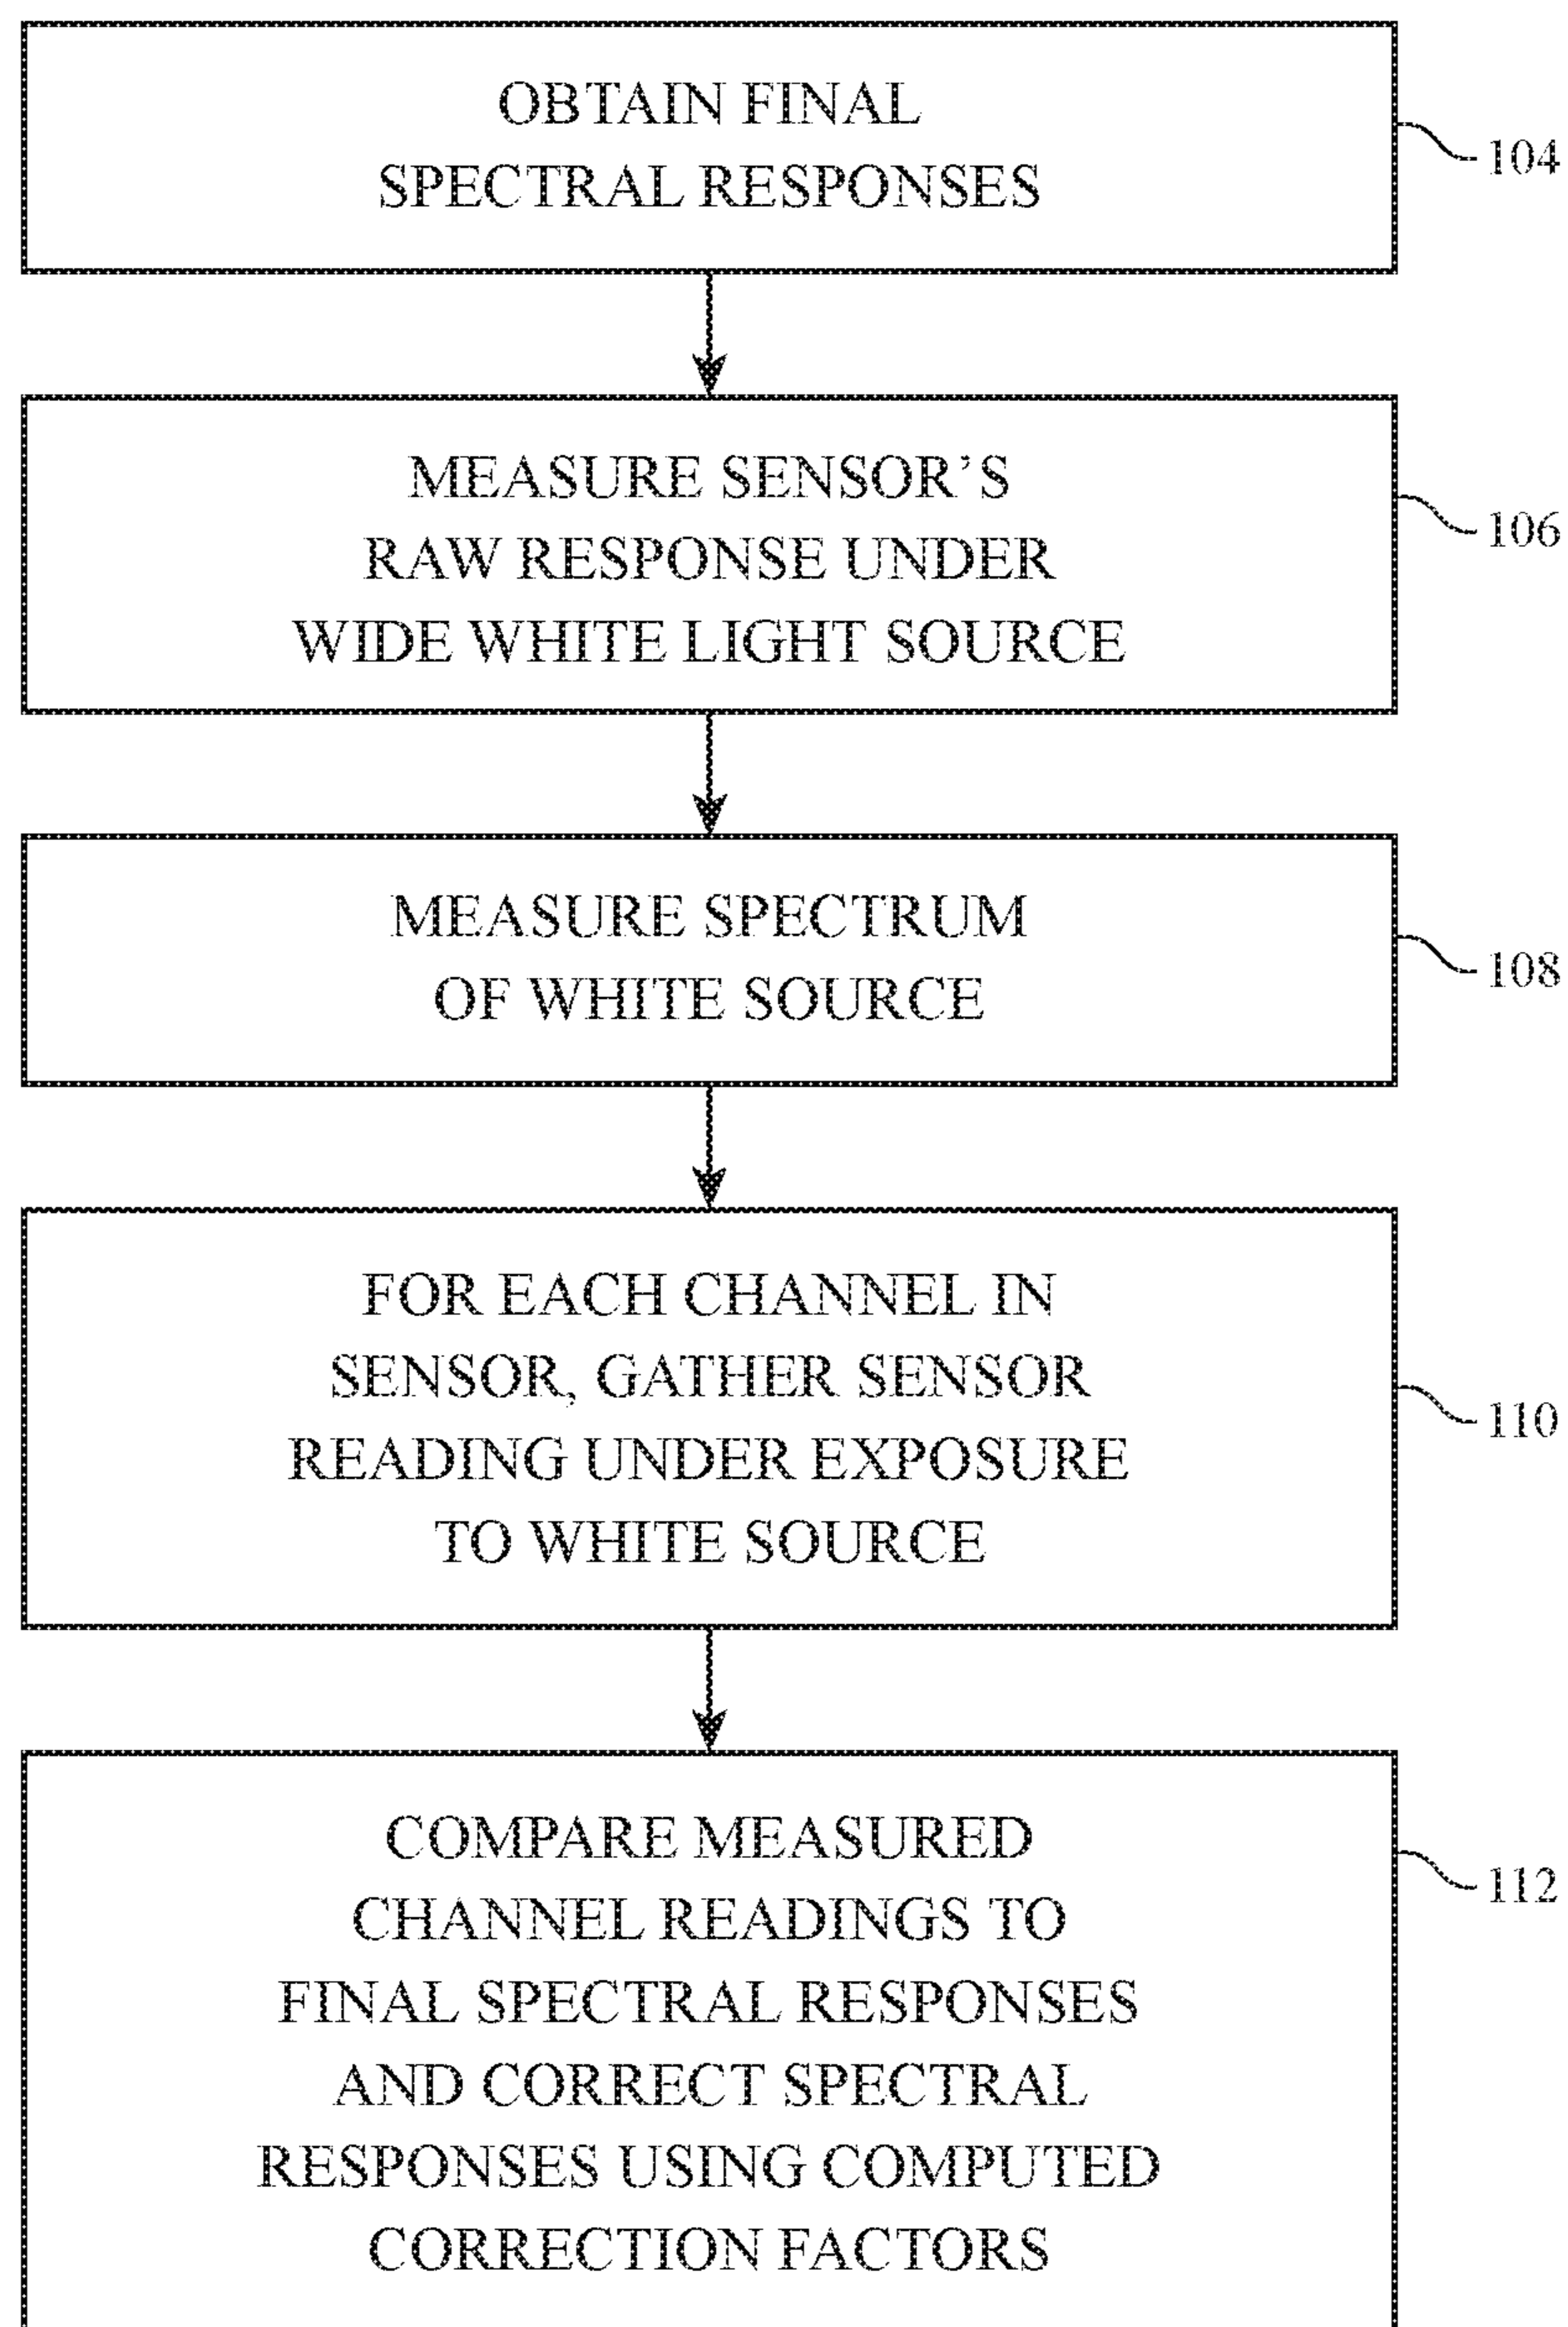 OBTAIN FINAL
SPECTRAL RESPONSES
104
MEASURE SENSOR’S
RAW RESPONSE UNDER
WIDE WHITE LIGHT SOURCE
106
MEASURE SPECTRUM
OF WHITE SOURCE
108
FOR EACH CHANNEL IN
SENSOR, GATHER SENSOR
READING UNDER EXPOSURE
TO WHITE SOURCE
110
COMPARE MEASURED
CHANNEL READINGS TO
FINAL SPECTRAL RESPONSES
AND CORRECT SPECTRAL
RESPONSES USING COMPUTED
CORRECTION FACTORS
112